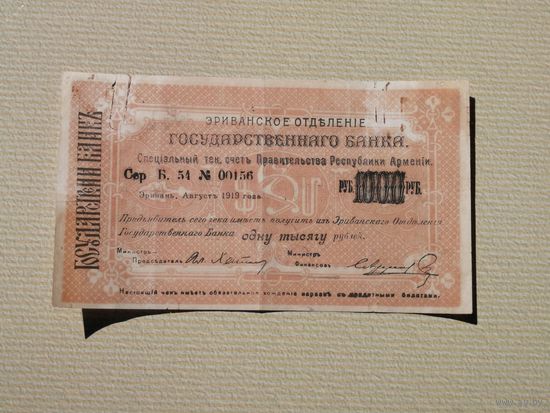 ГОСУДАРСТВЕННЫЙ БАНКЪ
ЭРИВАНСКОЕ ОТДѢЛЕНІЕ
ГОСУДАРСТВЕННАГО БАНКА.
Спеціальный тек. счетъ Правительства Республики Арменіи.
Сер Б. 54 № 00156
РУБ. 1000 РУБ.
Эривань, Августъ 1919 года.
Предъявитель сего чека имѣетъ получить изъ Эриванскаго Отдѣленія
Государственнаго Банка одну тысячу рублей.
Министръ-Предсѣдатель
Министръ Финансовъ
Настоящій чекъ имѣетъ обязательное хожденіе наравнѣ съ кредитными билетами.